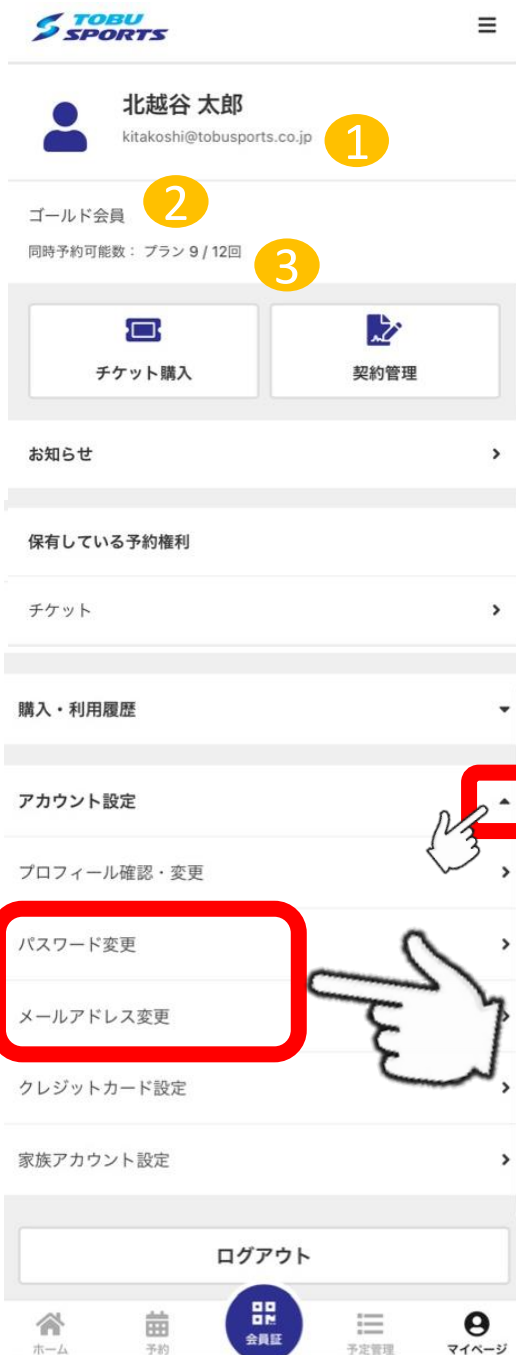 TOBU
SPORTS
北越谷 太郎
kitakoshi@tobusports.co.jp
1
ゴールド会員
2
同時予約可能数： プラン 9 / 12回
3
チケット購入
契約管理
お知らせ
保有している予約権利
チケット
購入・利用履歴
アカウント設定
プロフィール確認・変更
パスワード変更
メールアドレス変更
クレジットカード設定
家族アカウント設定
ログアウト
ホーム
予約
会員証
予定管理
マイページ